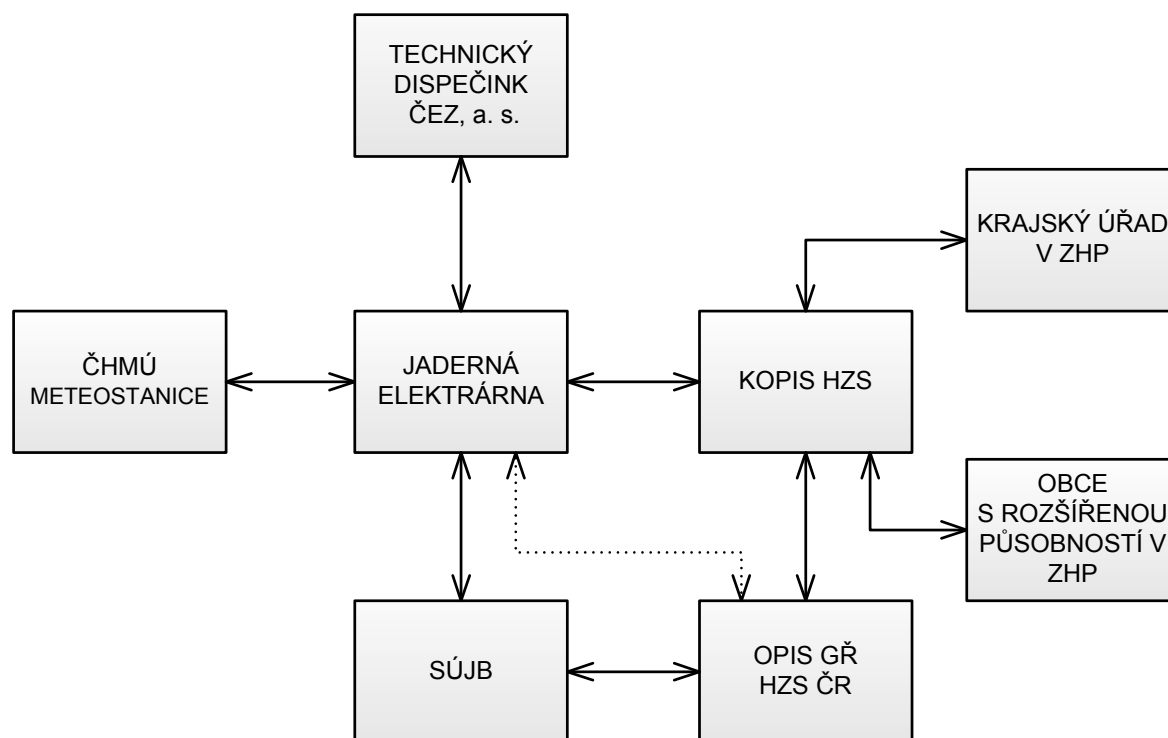 TECHNICKÝ
DISPEČINK
ČEZ, a. s.
KRAJSKÝ ÚŘAD
V ZHP
ČHMÚ
METEOSTANICE
JADERNÁ
ELEKTRÁRNA
KOPIS HZS
OBCE
S ROZŠÍŘENOU
PŮSOBNOSTÍ V
ZHP
SÚJB
OPIS GŘ
HZS ČR